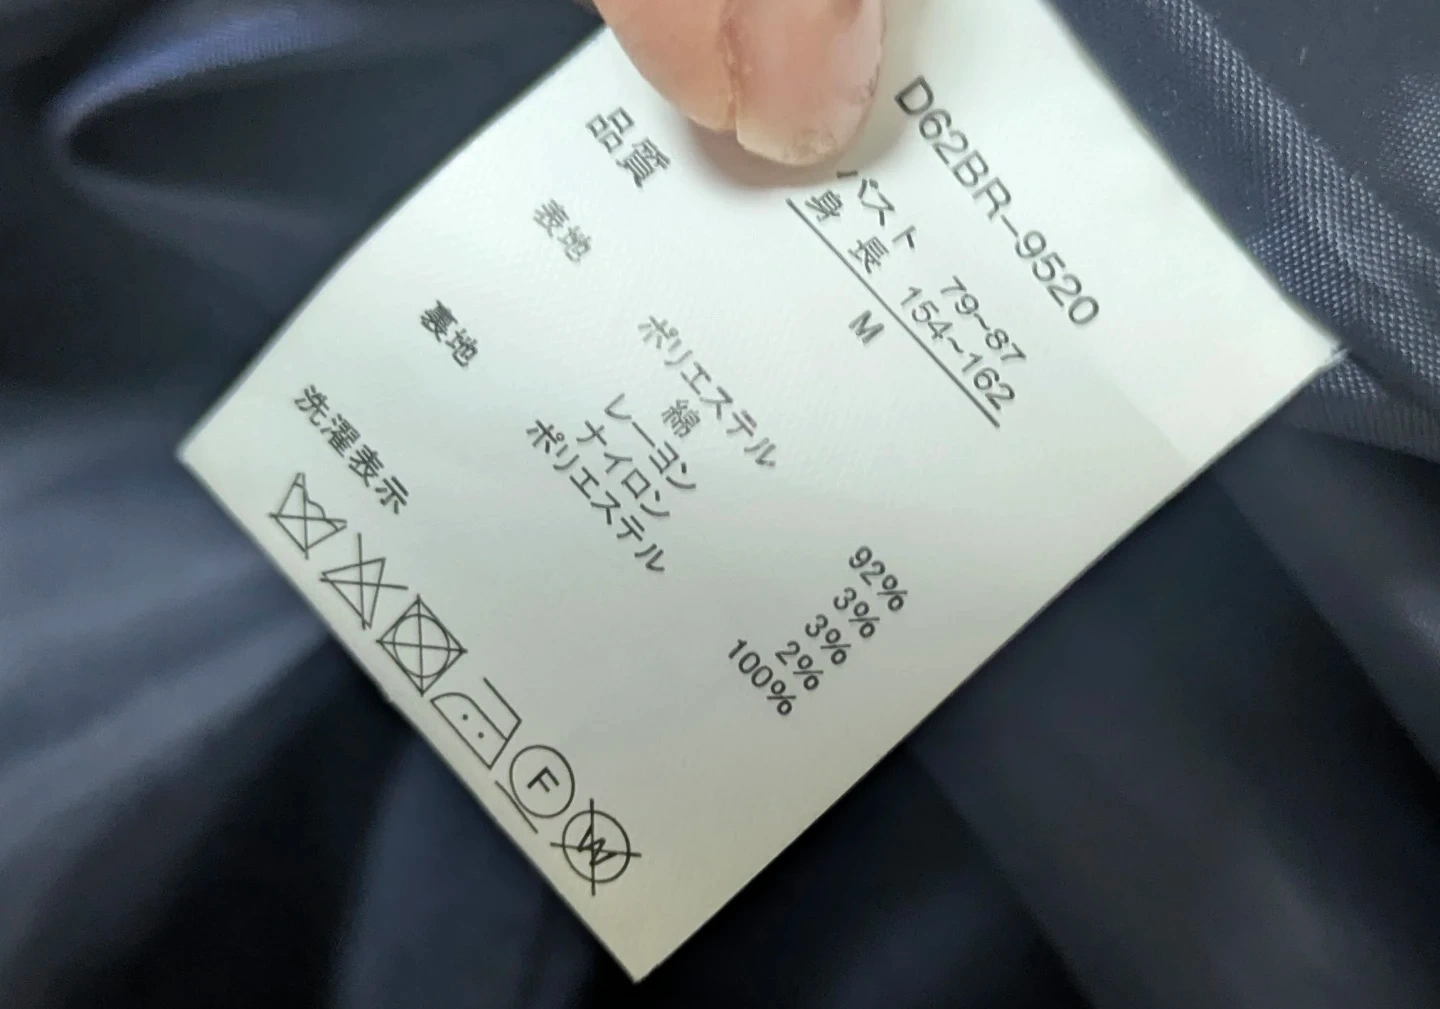 D62BR-9520
バスト 79~87
身長 154~162
M
品質
表地 ポリエステル 92%
綿 3%
レーヨン 3%
ナイロン 2%
裏地 ポリエステル 100%
洗濯表示
F
W